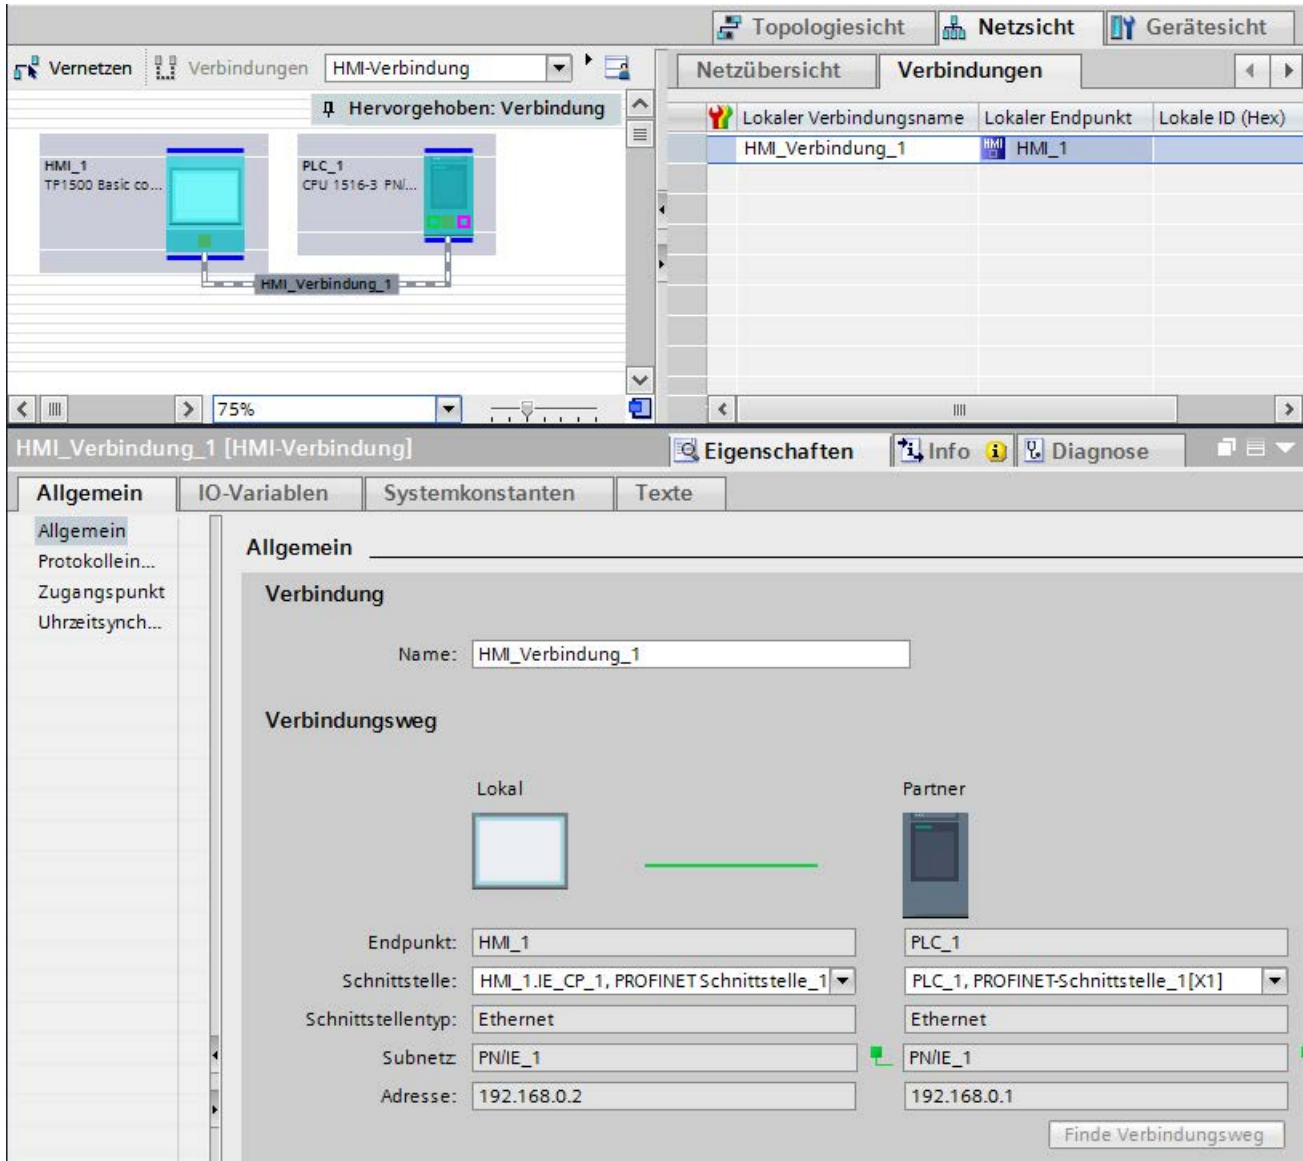 Topologiesicht Netzsicht Gerätesicht
Vernetzen Verbindungen HMI-Verbindung
Netzübersicht Verbindungen
Hervorgehoben: Verbindung
Lokaler Verbindungsname Lokaler Endpunkt Lokale ID (Hex)
HMI_Verbindung_1 HMI HMI_1
HMI_1
TP1500 Basic co...
PLC_1
CPU 1516-3 PN/...
HMI_Verbindung_1
75%
HMI_Verbindung_1 [HMI-Verbindung]
Eigenschaften Info Diagnose
Allgemein IO-Variablen Systemkonstanten Texte
Allgemein
Protokollein...
Zugangspunkt
Uhrzeitsynch...
Allgemein
Verbindung
Name: HMI_Verbindung_1
Verbindungsweg
Lokal Partner
Endpunkt: HMI_1 PLC_1
Schnittstelle: HMI_1.IE_CP_1, PROFINET Schnittstelle_1 PLC_1, PROFINET-Schnittstelle_1[X1]
Schnittstellentyp: Ethernet Ethernet
Subnetz: PN/IE_1 PN/IE_1
Adresse: 192.168.0.2 192.168.0.1
Finde Verbindungsweg